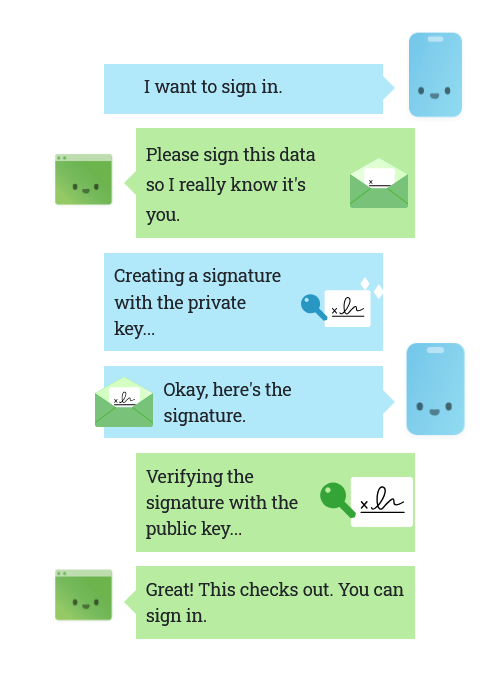 I want to sign in.
Please sign this data
so I really know it's
you.
Creating a signature
with the private
key...
Okay, here's the
signature.
Verifying the
signature with the
public key...
Great! This checks out. You can
sign in.